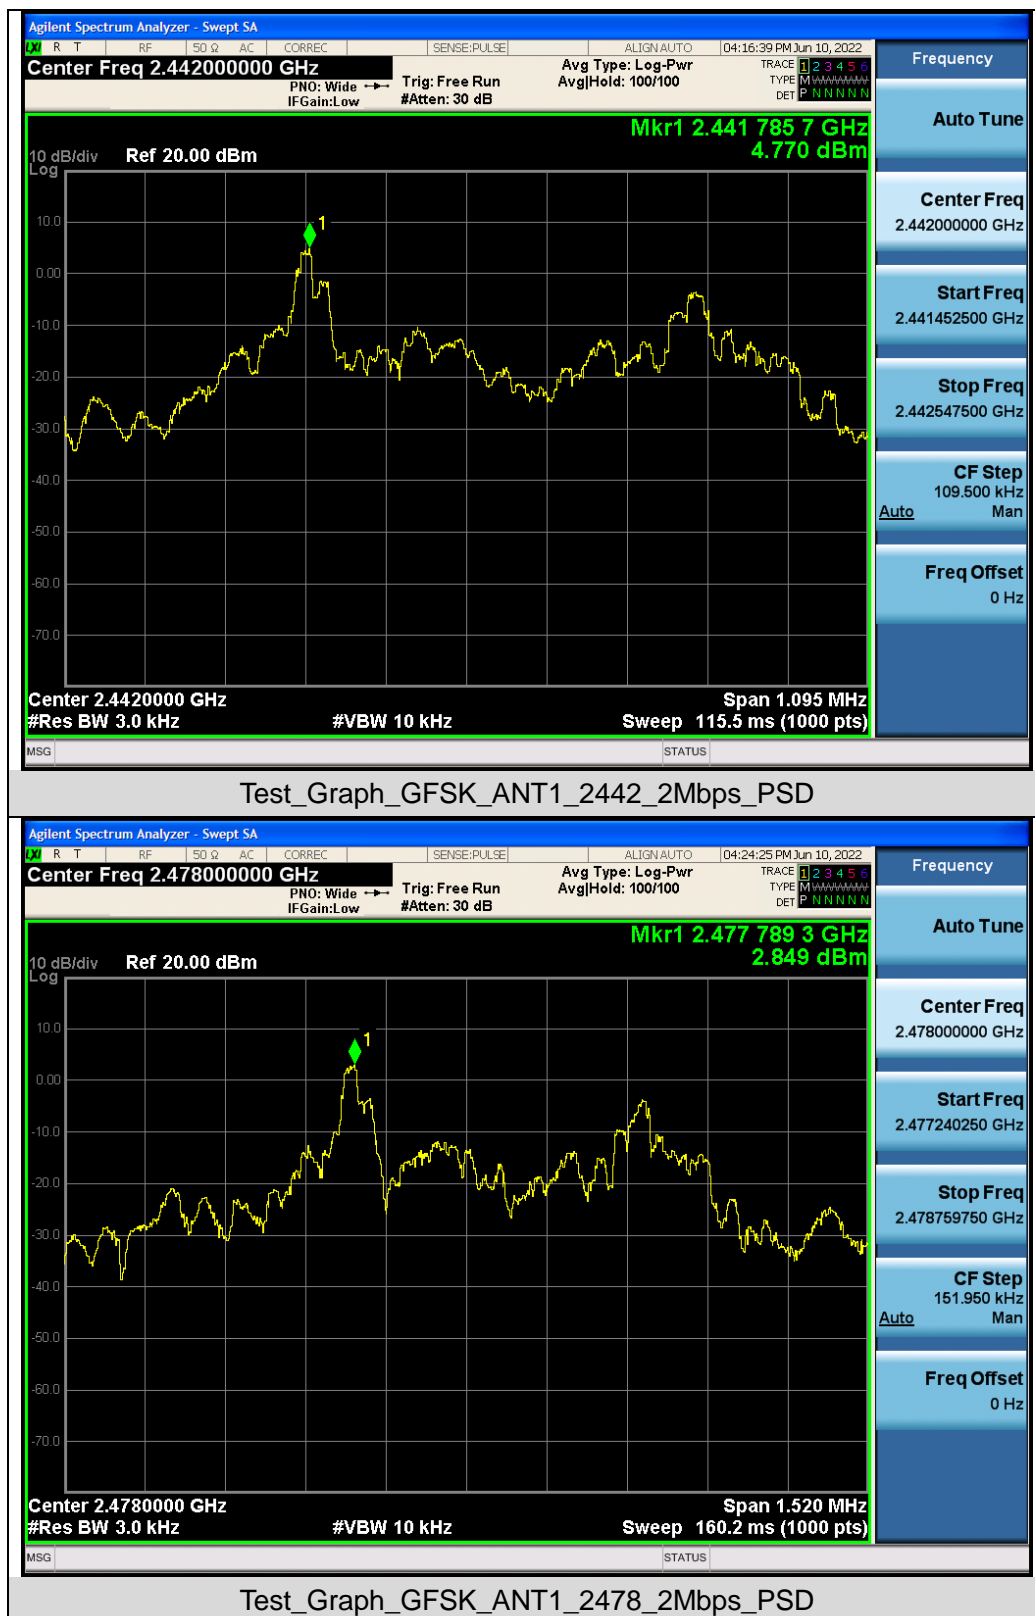 Agilent Spectrum Analyzer - Swept SA
LXI R T RF 50 Ω AC CORREC SENSE:PULSE ALIGN AUTO 04:16:39 PM Jun 10, 2022
Center Freq 2.442000000 GHz
PNO: Wide
IFGain:Low
Trig: Free Run
#Atten: 30 dB
Avg Type: Log-Pwr
Avg|Hold: 100/100
TRACE 1 2 3 4 5 6
TYPE M
DET P N N N N N
Frequency
Auto Tune
Mkr1 2.441 785 7 GHz
4.770 dBm
10 dB/div Ref 20.00 dBm
Log
10.0
0.00
-10.0
-20.0
-30.0
-40.0
-50.0
-60.0
-70.0
1
Center Freq
2.442000000 GHz
Start Freq
2.441452500 GHz
Stop Freq
2.442547500 GHz
CF Step
109.500 kHz
Auto Man
Freq Offset
0 Hz
Center 2.4420000 GHz Span 1.095 MHz
#Res BW 3.0 kHz #VBW 10 kHz Sweep 115.5 ms (1000 pts)
MSG STATUS
Test_Graph_GFSK_ANT1_2442_2Mbps_PSD
Agilent Spectrum Analyzer - Swept SA
LXI R T RF 50 Ω AC CORREC SENSE:PULSE ALIGN AUTO 04:24:25 PM Jun 10, 2022
Center Freq 2.478000000 GHz
PNO: Wide
IFGain:Low
Trig: Free Run
#Atten: 30 dB
Avg Type: Log-Pwr
Avg|Hold: 100/100
TRACE 1 2 3 4 5 6
TYPE M
DET P N N N N N
Frequency
Auto Tune
Mkr1 2.477 789 3 GHz
2.849 dBm
10 dB/div Ref 20.00 dBm
Log
10.0
0.00
-10.0
-20.0
-30.0
-40.0
-50.0
-60.0
-70.0
1
Center Freq
2.478000000 GHz
Start Freq
2.477240250 GHz
Stop Freq
2.478759750 GHz
CF Step
151.950 kHz
Auto Man
Freq Offset
0 Hz
Center 2.4780000 GHz Span 1.520 MHz
#Res BW 3.0 kHz #VBW 10 kHz Sweep 160.2 ms (1000 pts)
MSG STATUS
Test_Graph_GFSK_ANT1_2478_2Mbps_PSD